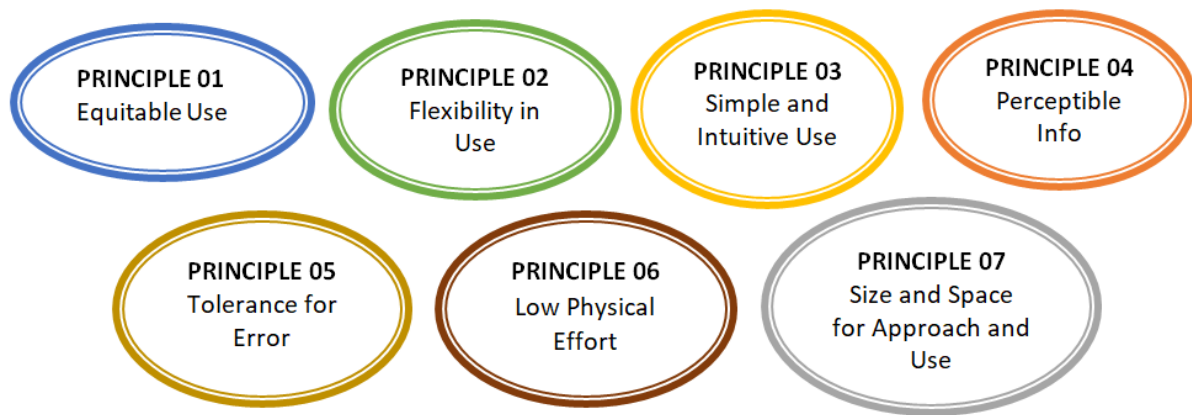 PRINCIPLE 01
Equitable Use
PRINCIPLE 02
Flexibility in
Use
PRINCIPLE 03
Simple and
Intuitive Use
PRINCIPLE 04
Perceptible
Info
PRINCIPLE 05
Tolerance for
Error
PRINCIPLE 06
Low Physical
Effort
PRINCIPLE 07
Size and Space
for Approach and
Use